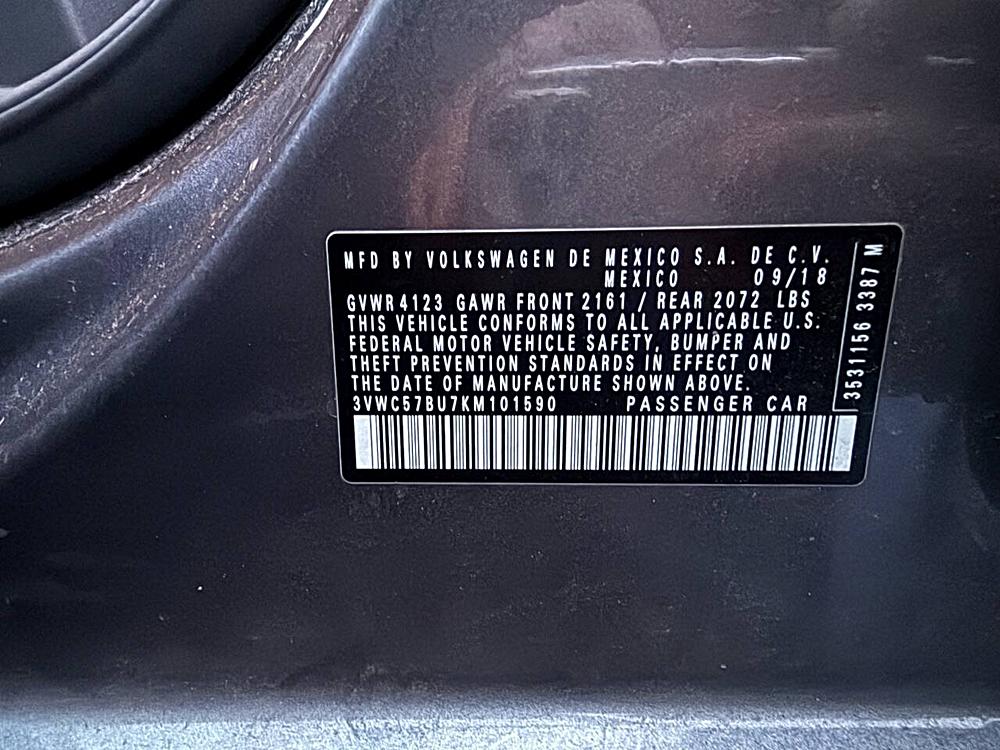 MFD BY VOLKSWAGEN DE MEXICO S.A. DE C.V.
MEXICO 09/18
GVWR 4123 GAWR FRONT 2161 / REAR 2072 LBS
THIS VEHICLE CONFORMS TO ALL APPLICABLE U.S.
FEDERAL MOTOR VEHICLE SAFETY, BUMPER AND
THEFT PREVENTION STANDARDS IN EFFECT ON
THE DATE OF MANUFACTURE SHOWN ABOVE.
3VWC57BU7KM101590 PASSENGER CAR
3531156 3387 M